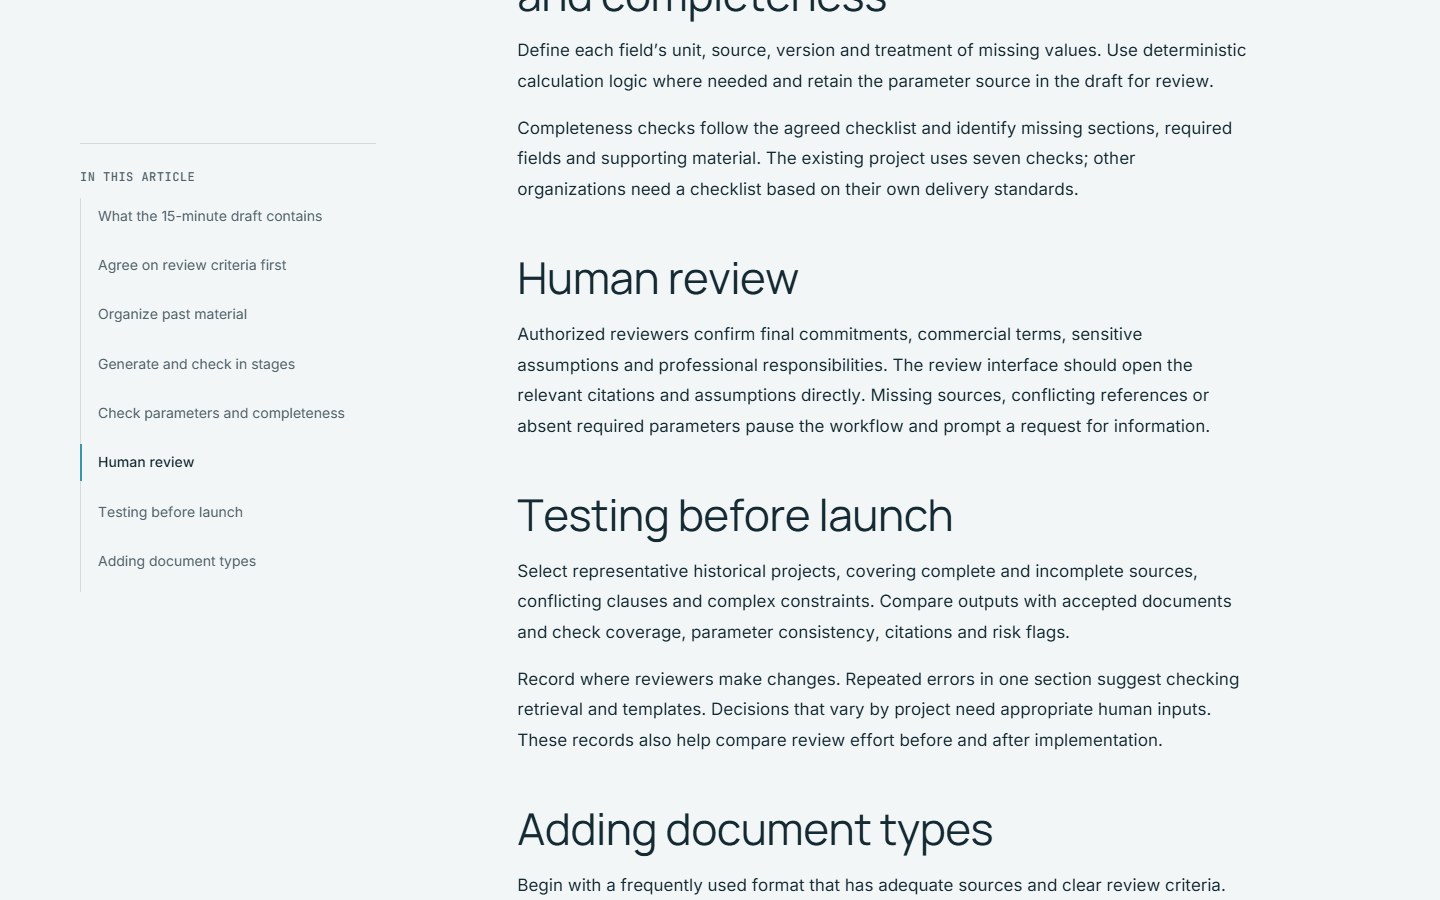 and completeness
Define each field’s unit, source, version and treatment of missing values. Use deterministic
calculation logic where needed and retain the parameter source in the draft for review.
Completeness checks follow the agreed checklist and identify missing sections, required
fields and supporting material. The existing project uses seven checks; other
organizations need a checklist based on their own delivery standards.
IN THIS ARTICLE
What the 15-minute draft contains
Agree on review criteria first
Organize past material
Generate and check in stages
Check parameters and completeness
Human review
Testing before launch
Adding document types
Human review
Authorized reviewers confirm final commitments, commercial terms, sensitive
assumptions and professional responsibilities. The review interface should open the
relevant citations and assumptions directly. Missing sources, conflicting references or
absent required parameters pause the workflow and prompt a request for information.
Testing before launch
Select representative historical projects, covering complete and incomplete sources,
conflicting clauses and complex constraints. Compare outputs with accepted documents
and check coverage, parameter consistency, citations and risk flags.
Record where reviewers make changes. Repeated errors in one section suggest checking
retrieval and templates. Decisions that vary by project need appropriate human inputs.
These records also help compare review effort before and after implementation.
Adding document types
Begin with a frequently used format that has adequate sources and clear review criteria.